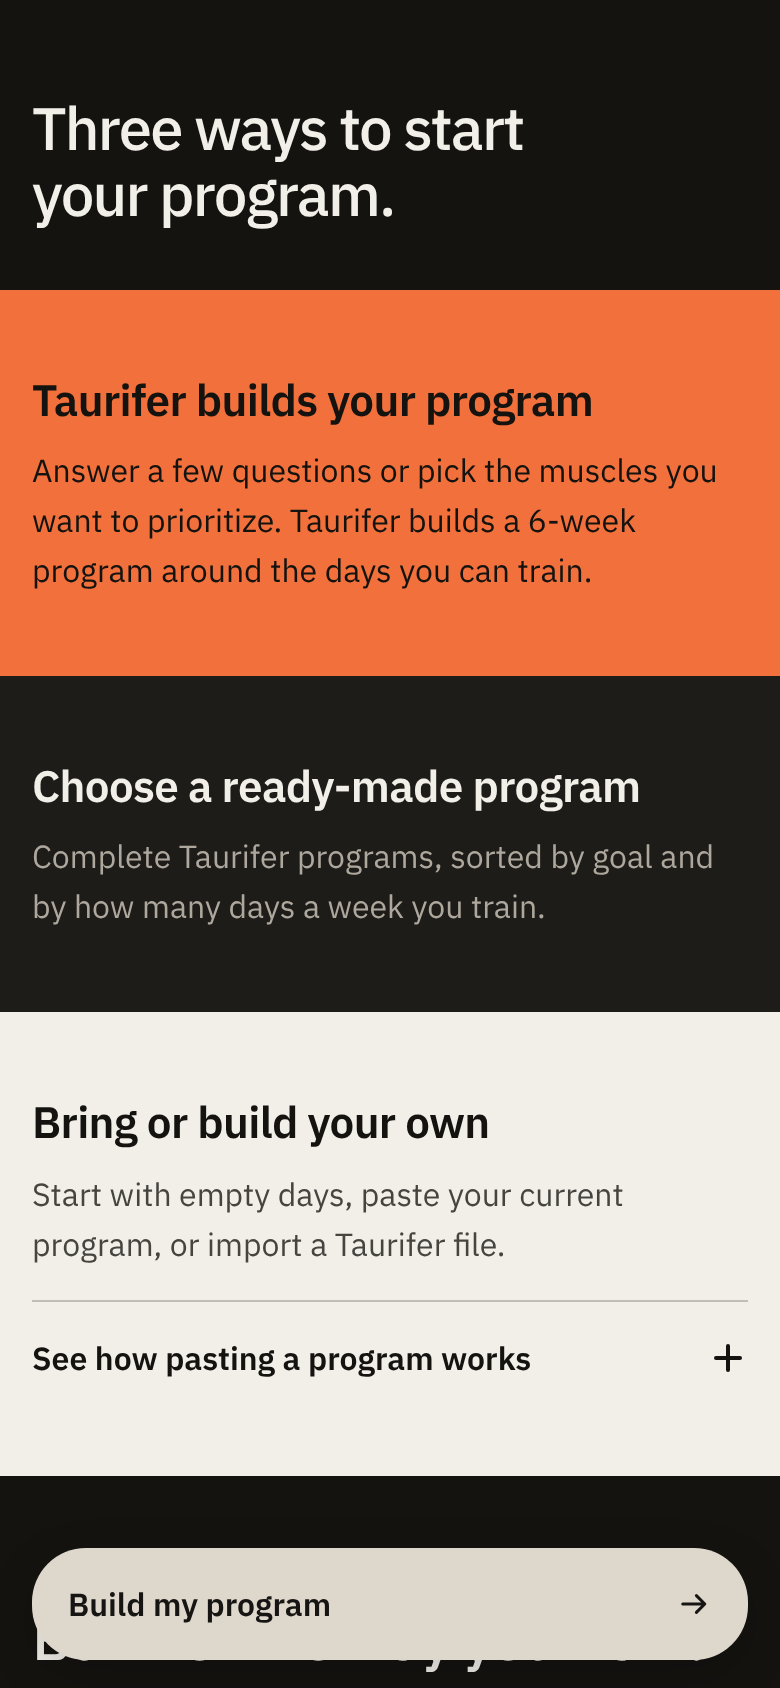 Three ways to start
your program.
Taurifer builds your program
Answer a few questions or pick the muscles you
want to prioritize. Taurifer builds a 6-week
program around the days you can train.
Choose a ready-made program
Complete Taurifer programs, sorted by goal and
by how many days a week you train.
Bring or build your own
Start with empty days, paste your current
program, or import a Taurifer file.
See how pasting a program works
Build my program